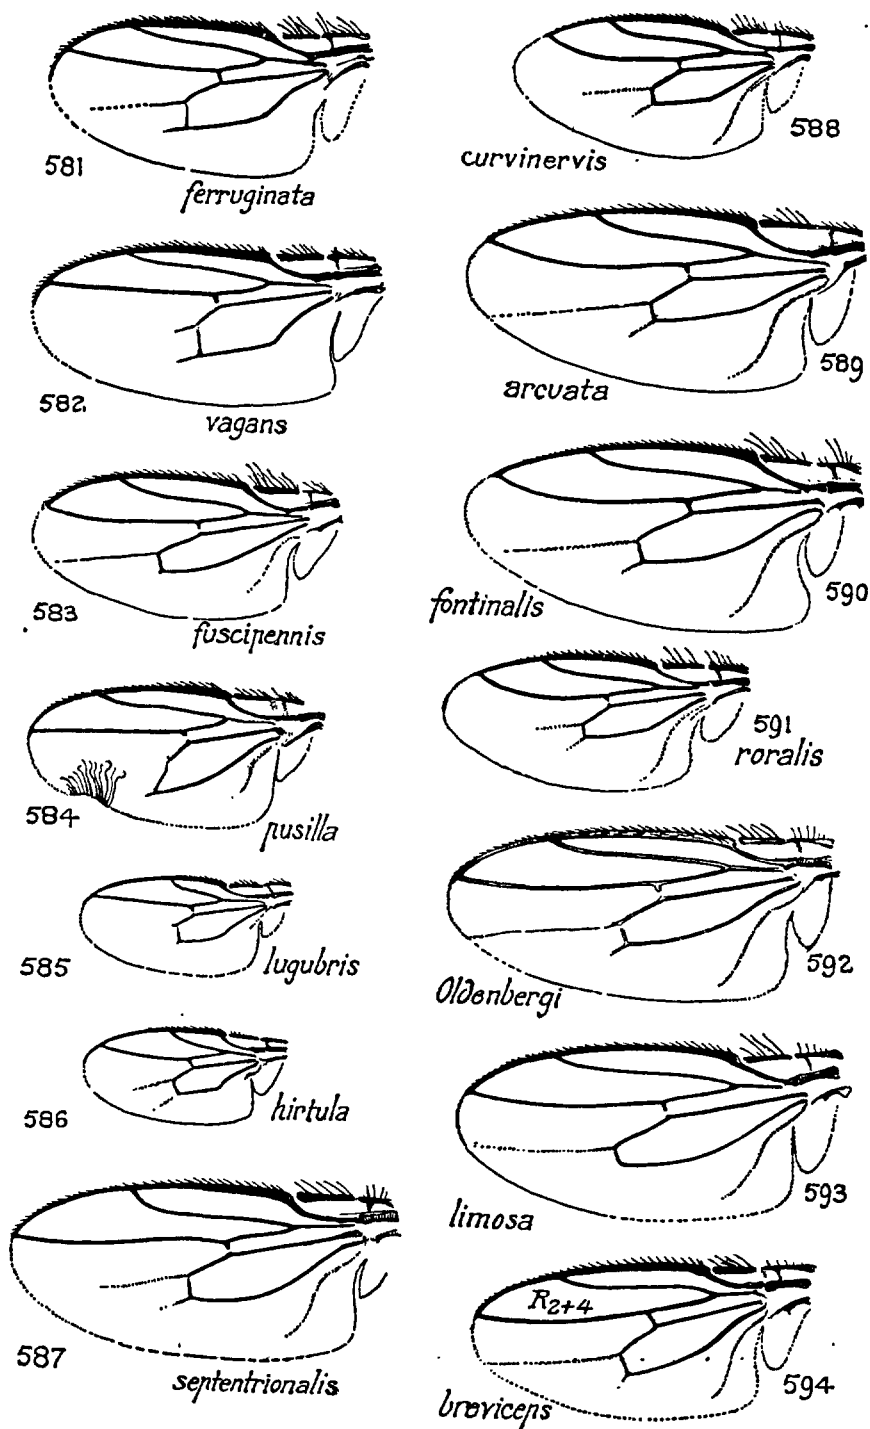 581
ferruginata
582.
vagans
583
fuscipennis
584
pusilla
585
lugubris
586
hirtula
587
septentrionalis
588
curvinervis
589
arcuata
590
fontinalis
591
roralis
592
Oldenbergi
593
limosa
R2+4
594
breviceps